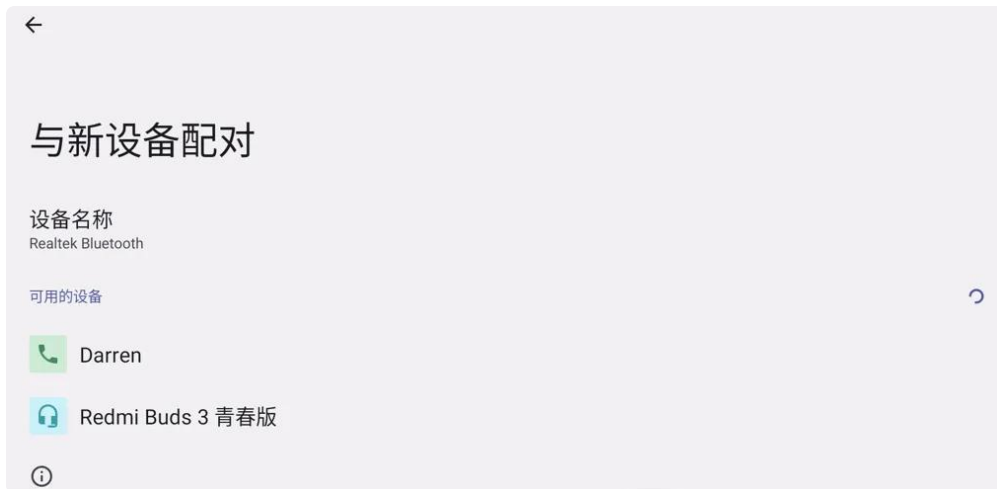 与新设备配对
设备名称
Realtek Bluetooth
可用的设备
Darren
Redmi Buds 3 青春版